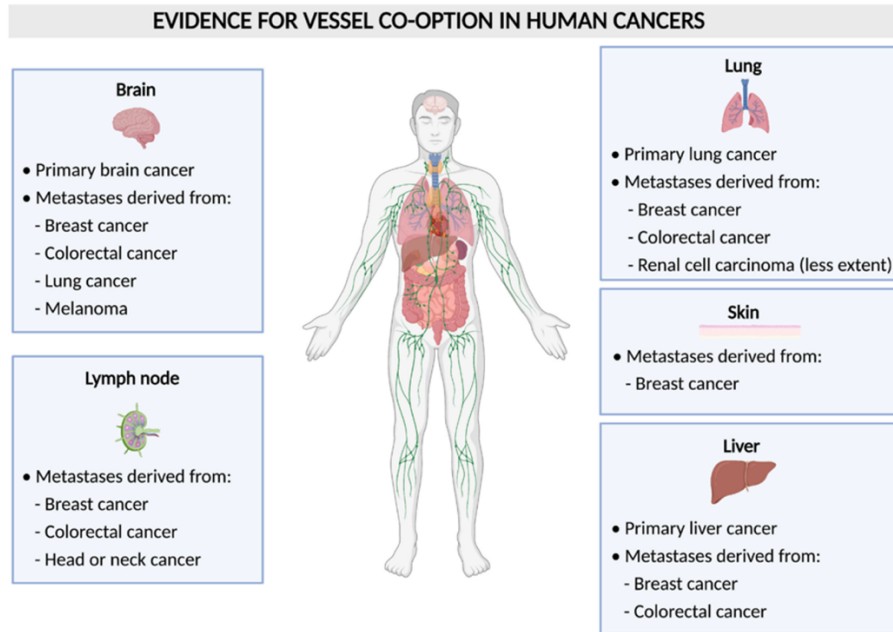 EVIDENCE FOR VESSEL CO-OPTION IN HUMAN CANCERS
Brain
• Primary brain cancer
• Metastases derived from:
- Breast cancer
- Colorectal cancer
- Lung cancer
- Melanoma
Lymph node
• Metastases derived from:
- Breast cancer
- Colorectal cancer
- Head or neck cancer
Lung
• Primary lung cancer
• Metastases derived from:
- Breast cancer
- Colorectal cancer
- Renal cell carcinoma (less extent)
Skin
• Metastases derived from:
- Breast cancer
Liver
• Primary liver cancer
• Metastases derived from:
- Breast cancer
- Colorectal cancer